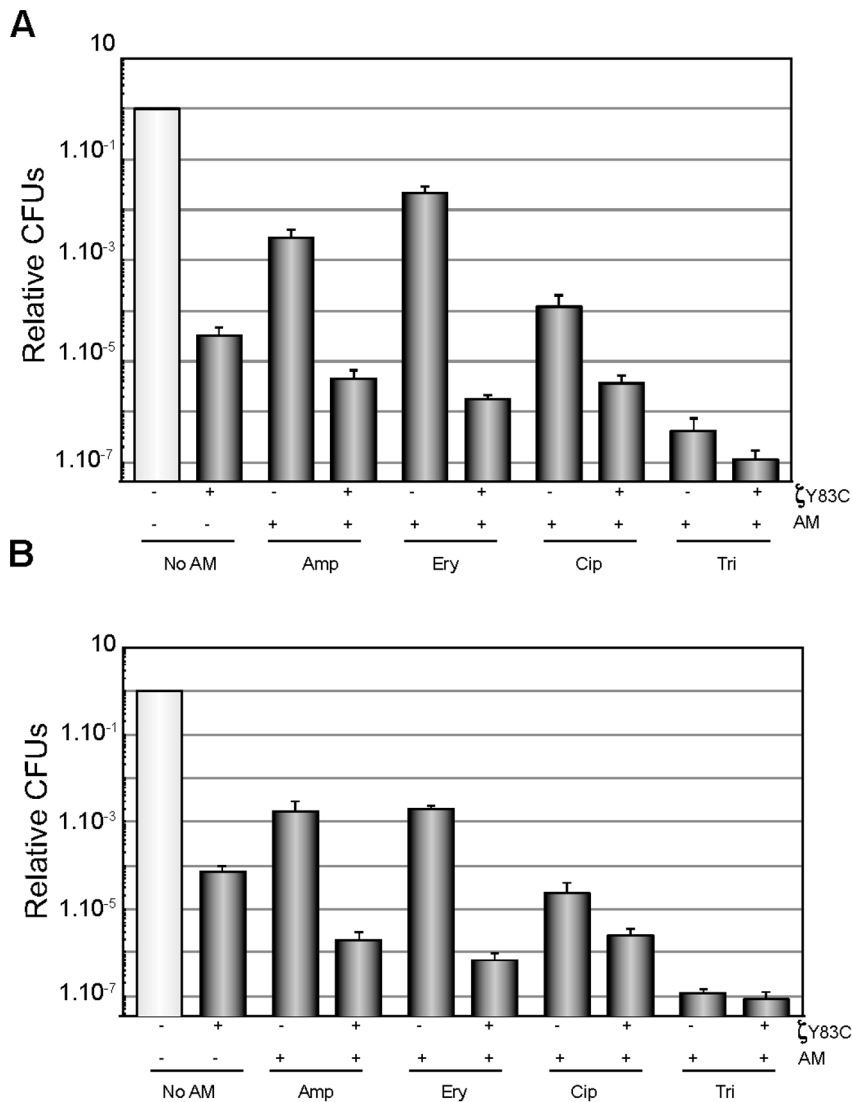 A
10
1.10-1
1.10-3
1.10-5
1.10-7
Relative CFUs
- + - + - + - + - + ζY83C
- - + + + + + + + + AM
No AM Amp Ery Cip Tri
B
10
1.10-1
1.10-3
1.10-5
1.10-7
Relative CFUs
- + - + - + - + - + ζY83C
- - + + + + + + + + AM
No AM Amp Ery Cip Tri